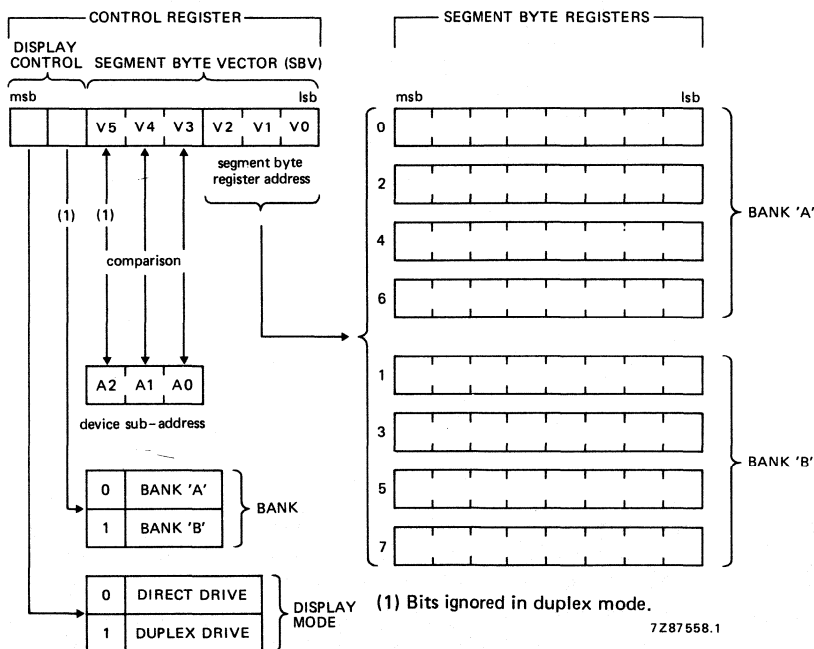 CONTROL REGISTER
DISPLAY CONTROL
SEGMENT BYTE VECTOR (SBV)
msb lsb
V5 V4 V3 V2 V1 V0
segment byte register address
(1) (1)
comparison
A2 A1 A0
device sub-address
0 BANK 'A'
1 BANK 'B'
BANK
0 DIRECT DRIVE
1 DUPLEX DRIVE
DISPLAY MODE
SEGMENT BYTE REGISTERS
msb lsb
0
2
4
6
BANK 'A'
1
3
5
7
BANK 'B'
(1) Bits ignored in duplex mode.
7Z87558.1